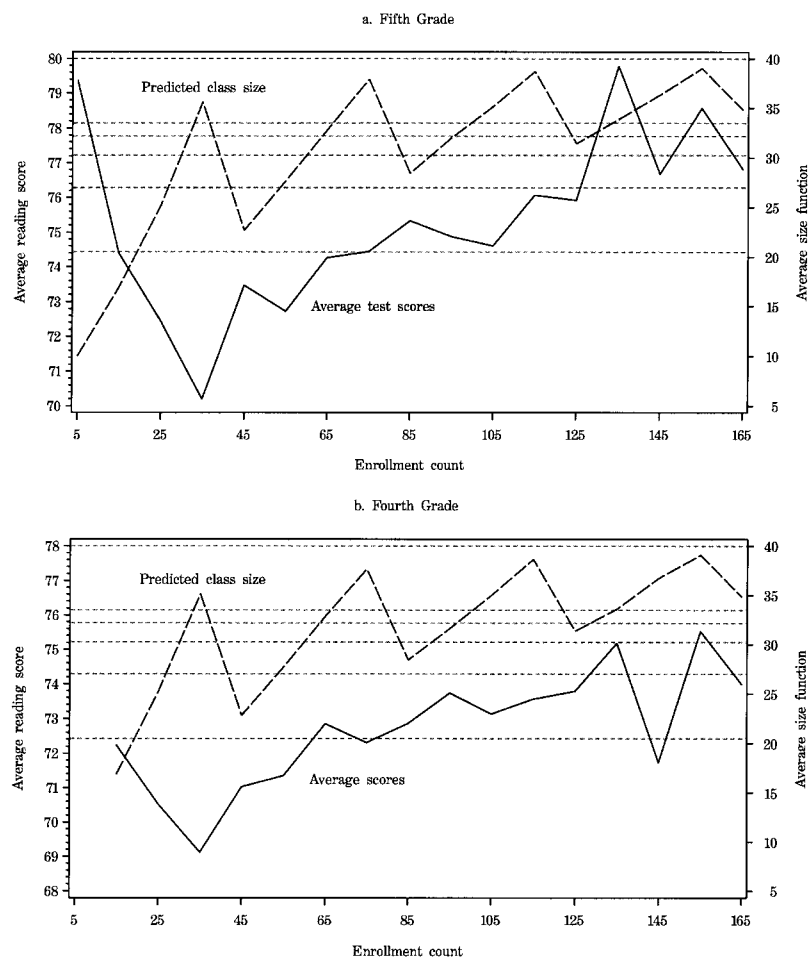 a. Fifth Grade
80
79
78
77
76
75
74
73
72
71
70
Average reading score
Predicted class size
Average test scores
40
35
30
25
20
15
10
5
Average size function
5 25 45 65 85 105 125 145 165
Enrollment count
b. Fourth Grade
78
77
76
75
74
73
72
71
70
69
68
Average reading score
Predicted class size
Average scores
40
35
30
25
20
15
10
5
Average size function
5 25 45 65 85 105 125 145 165
Enrollment count